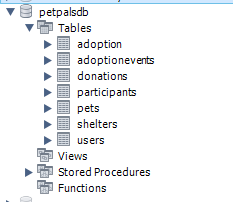 petpalsdb
Tables
adoption
adoptionevents
donations
participants
pets
shelters
users
Views
Stored Procedures
Functions